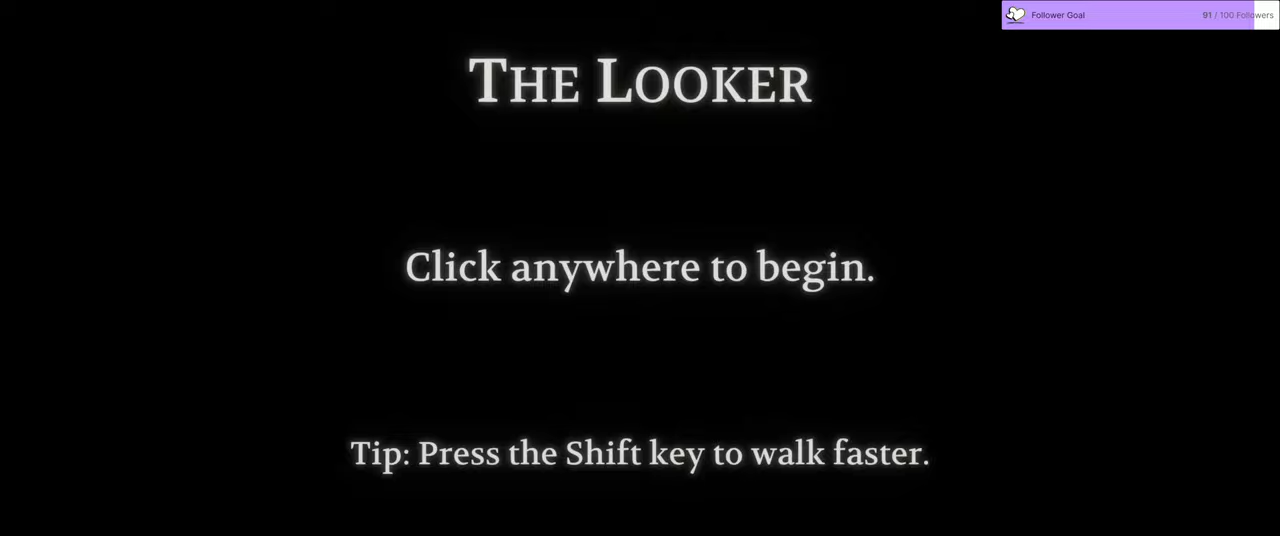 Follower Goal 91 / 100 Followers
THE LOOKER
Click anywhere to begin.
Tip: Press the Shift key to walk faster.